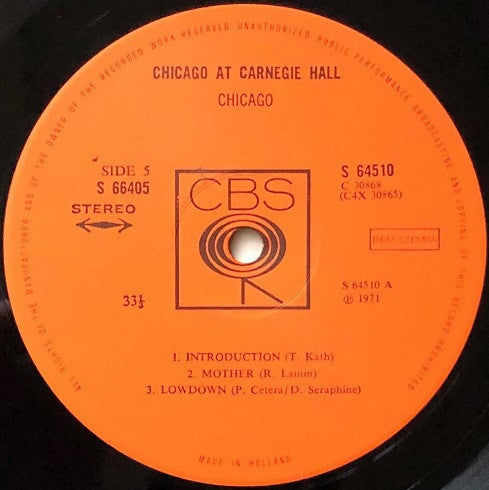 ALL RIGHTS OF THE MANUFACTURER AND OF THE OWNER OF THE RECORDED WORK RESERVED UNAUTHORIZED PUBLIC PERFORMANCE BROADCASTING AND COPYING OF THIS RECORD PROHIBITED
CHICAGO AT CARNEGIE HALL
CHICAGO
SIDE 5
S 66405
STEREO
33⅓
CBS
S 64510
C 30868
(C4X 30865)
BIEM/STEMRA
S 64510 A
℗ 1971
1. INTRODUCTION (T. Kath)
2. MOTHER (R. Lamm)
3. LOWDOWN (P. Cetera/D. Seraphine)
MADE IN HOLLAND